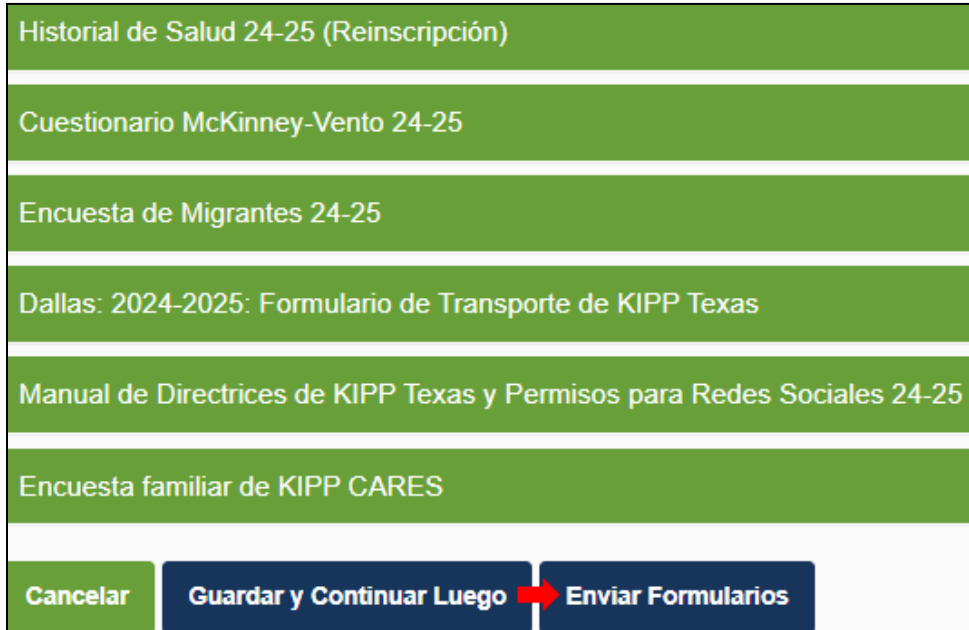 Historial de Salud 24-25 (Reinscripción)
Cuestionario McKinney-Vento 24-25
Encuesta de Migrantes 24-25
Dallas: 2024-2025: Formulario de Transporte de KIPP Texas
Manual de Directrices de KIPP Texas y Permisos para Redes Sociales 24-25
Encuesta familiar de KIPP CARES
Cancelar Guardar y Continuar Luego Enviar Formularios